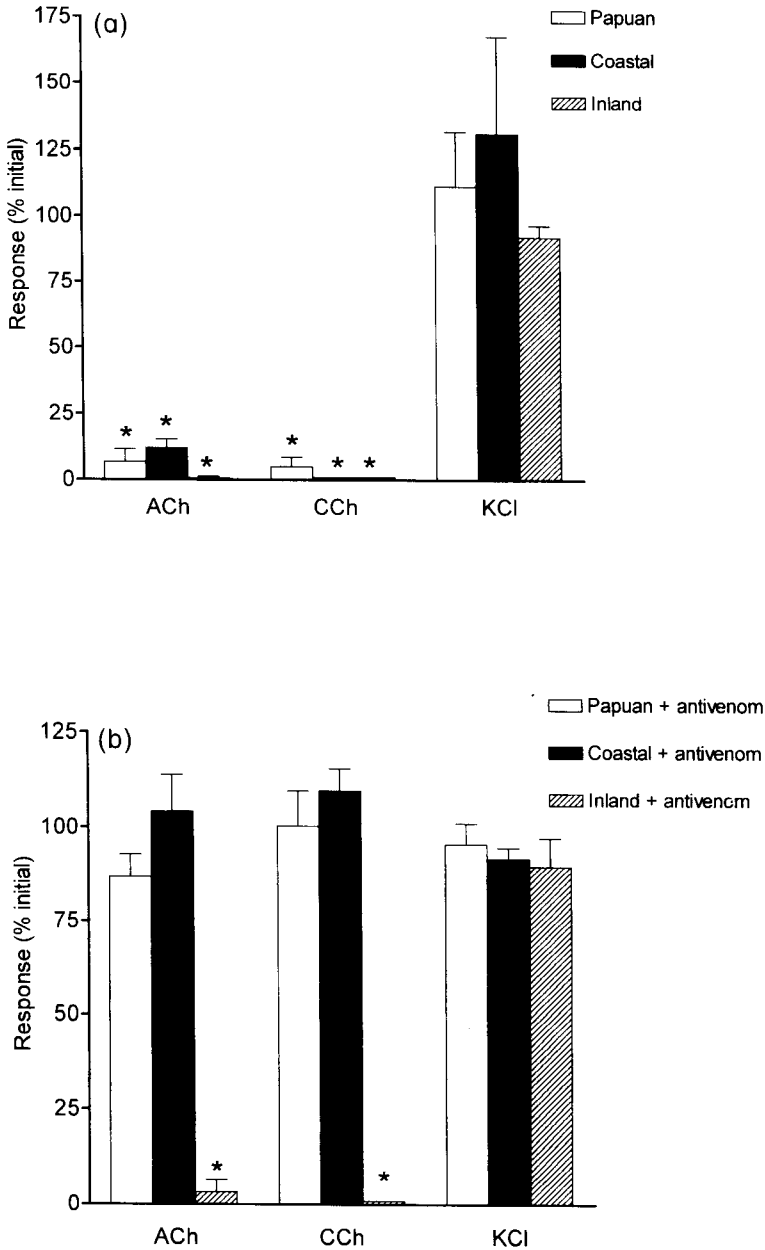 (a)
Papuan
Coastal
Inland
175
150
125
100
75
50
25
0
Response (% initial)
* * *
* * *
ACh CCh KCl
(b)
Papuan + antivenom
Coastal + antivenom
Inland + antivencm
125
100
75
50
25
0
Response (% initial)
*
*
ACh CCh KCl